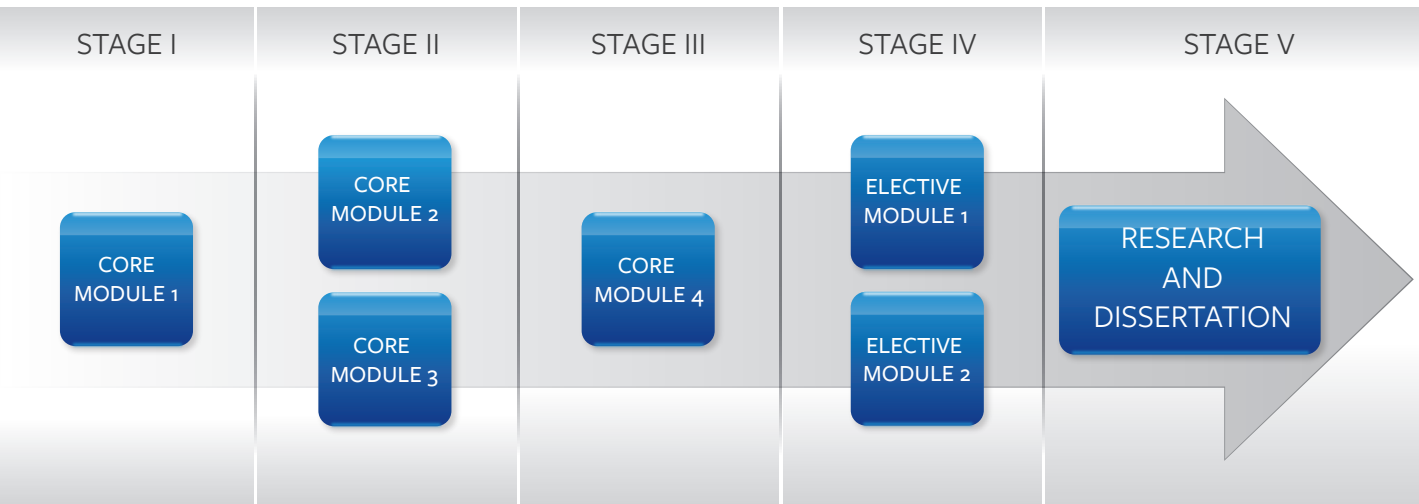 STAGE I
STAGE II
STAGE III
STAGE IV
STAGE V
CORE
MODULE 1
CORE
MODULE 2
CORE
MODULE 3
CORE
MODULE 4
ELECTIVE
MODULE 1
ELECTIVE
MODULE 2
RESEARCH
AND
DISSERTATION